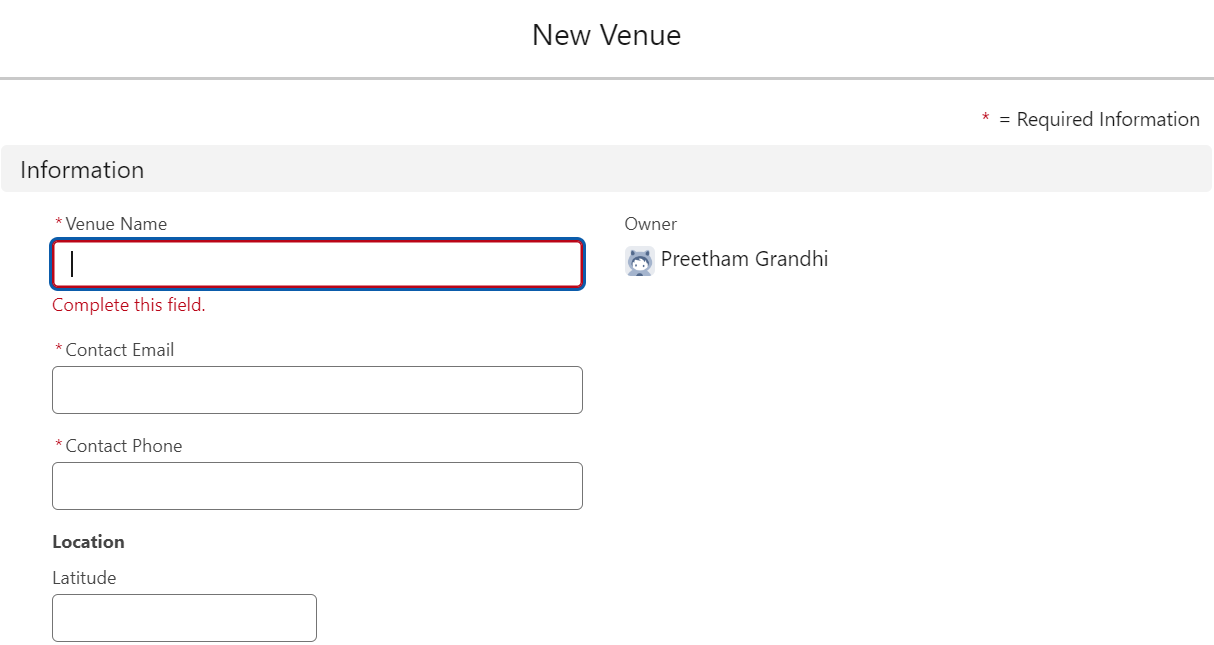 New Venue
* = Required Information
Information
*Venue Name
Complete this field.
Owner
Preetham Grandhi
*Contact Email
*Contact Phone
Location
Latitude